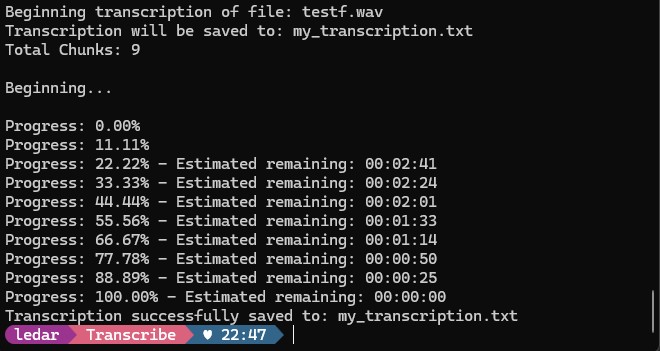 Beginning transcription of file: testf.wav
Transcription will be saved to: my_transcription.txt
Total Chunks: 9
Beginning...
Progress: 0.00%
Progress: 11.11%
Progress: 22.22% - Estimated remaining: 00:02:41
Progress: 33.33% - Estimated remaining: 00:02:24
Progress: 44.44% - Estimated remaining: 00:02:01
Progress: 55.56% - Estimated remaining: 00:01:33
Progress: 66.67% - Estimated remaining: 00:01:14
Progress: 77.78% - Estimated remaining: 00:00:50
Progress: 88.89% - Estimated remaining: 00:00:25
Progress: 100.00% - Estimated remaining: 00:00:00
Transcription successfully saved to: my_transcription.txt
ledar Transcribe ♥ 22:47